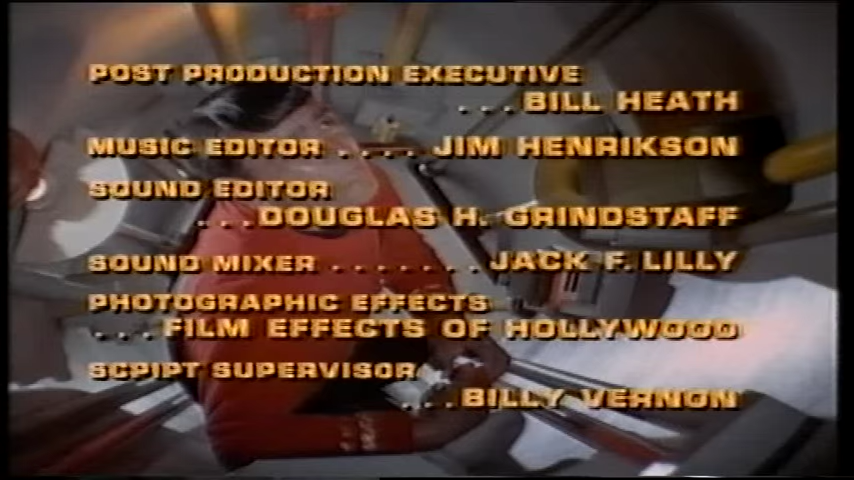 POST PRODUCTION EXECUTIVE
...BILL HEATH
MUSIC EDITOR .... JIM HENRIKSON
SOUND EDITOR
...DOUGLAS H. GRINDSTAFF
SOUND MIXER ....... JACK F. LILLY
PHOTOGRAPHIC EFFECTS
...FILM EFFECTS OF HOLLYWOOD
SCRIPT SUPERVISOR
...BILLY VERNON